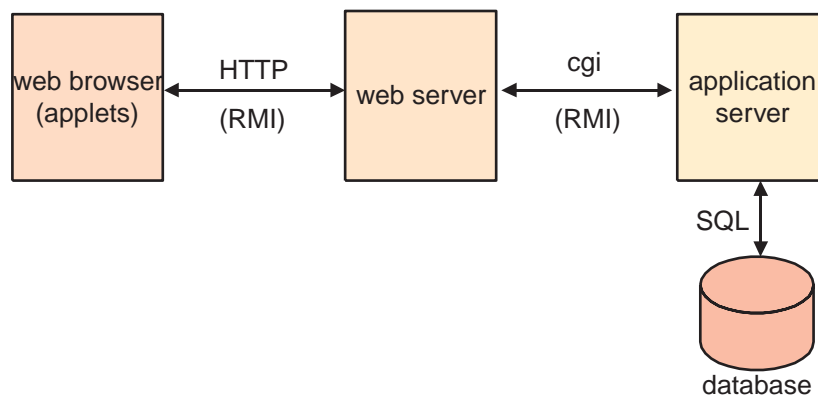 web browser
(applets)
HTTP
(RMI)
web server
cgi
(RMI)
application
server
SQL
database